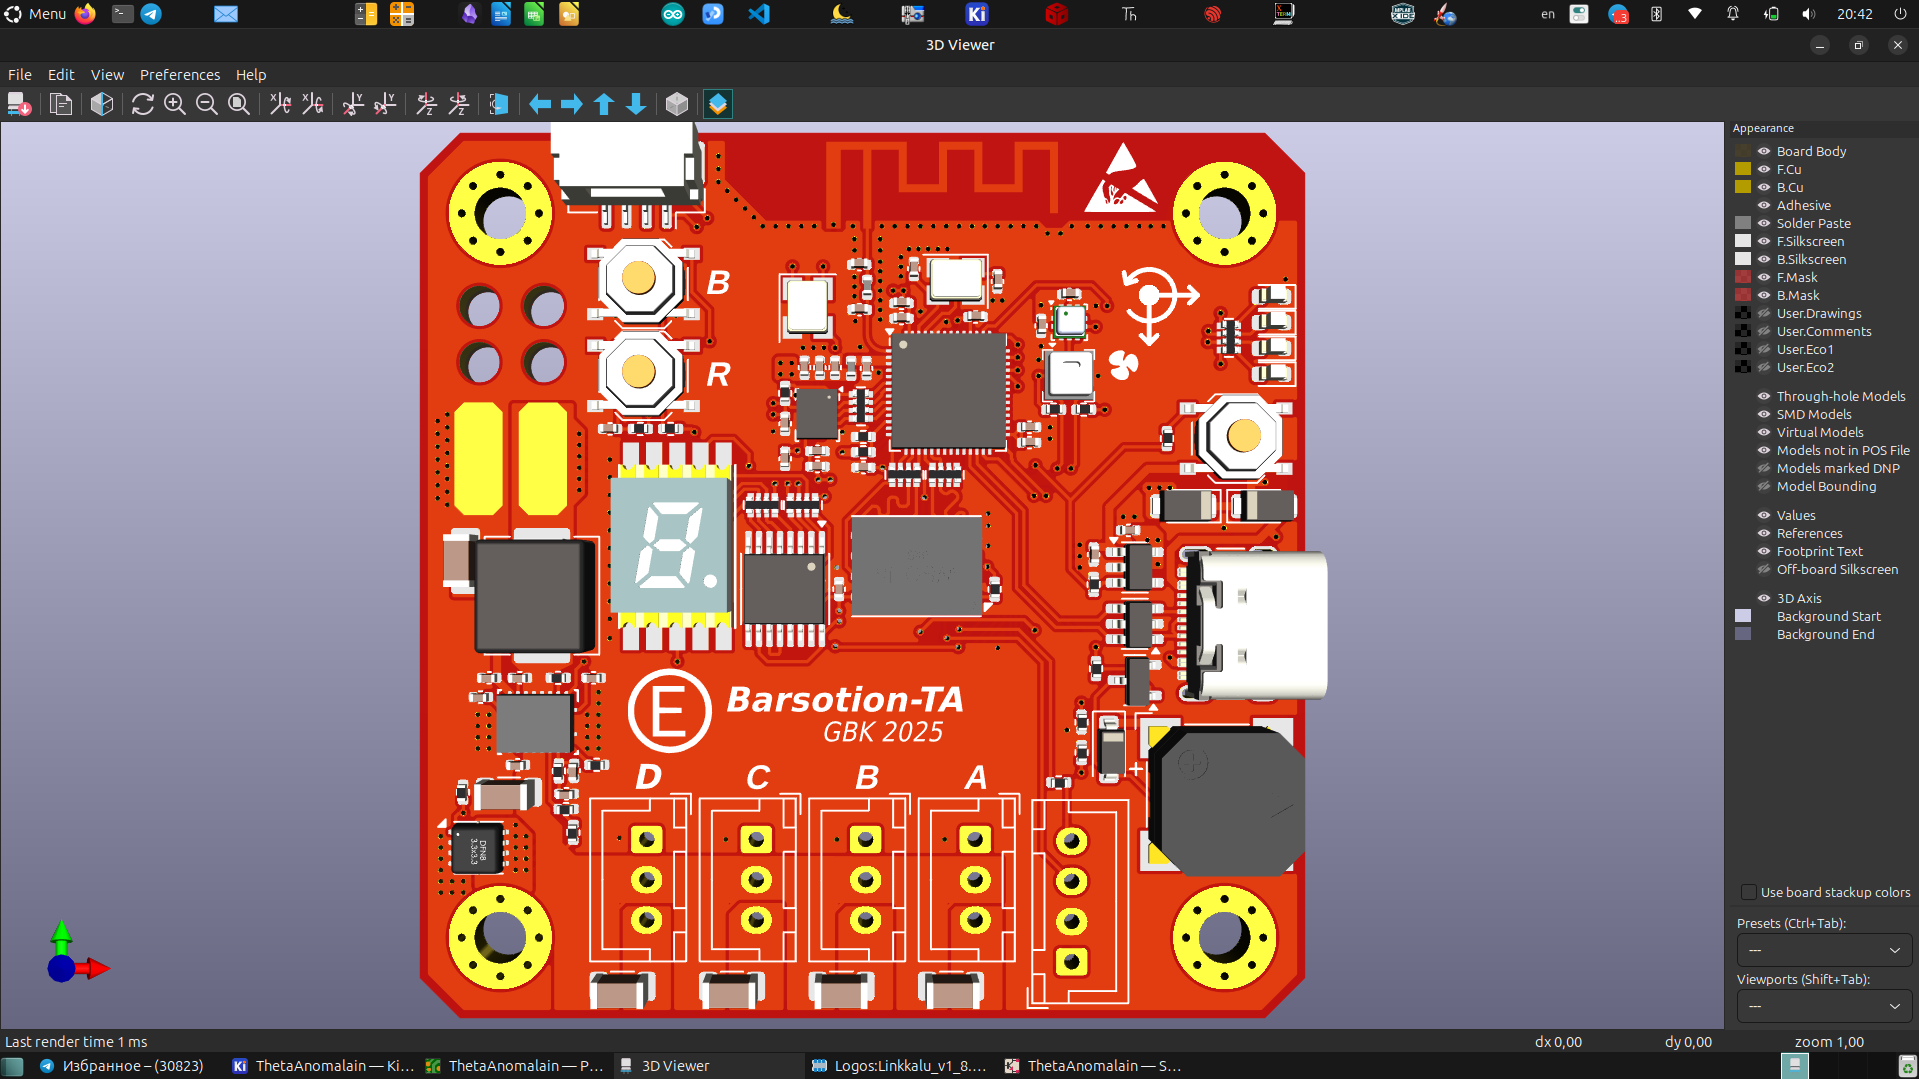 Menu
Th
en
3
20:42
3D Viewer
File Edit View Preferences Help
Appearance
Board Body
F.Cu
B.Cu
Adhesive
Solder Paste
F.Silkscreen
B.Silkscreen
F.Mask
B.Mask
User.Drawings
User.Comments
User.Eco1
User.Eco2
Through-hole Models
SMD Models
Virtual Models
Models not in POS File
Models marked DNP
Model Bounding
Values
References
Footprint Text
Off-board Silkscreen
3D Axis
Background Start
Background End
Use board stackup colors
Presets (Ctrl+Tab):
---
Viewports (Shift+Tab):
---
B
R
8.
E
Barsotion-TA
GBK 2025
D C B A
+
DFN8
3.3x3.3
Last render time 1 ms
dx 0,00
dy 0,00
zoom 1,00
Избранное – (30823)
ThetaAnomalain — Ki...
ThetaAnomalain — P...
3D Viewer
Logos:Linkkalu_v1_8....
ThetaAnomalain — S...